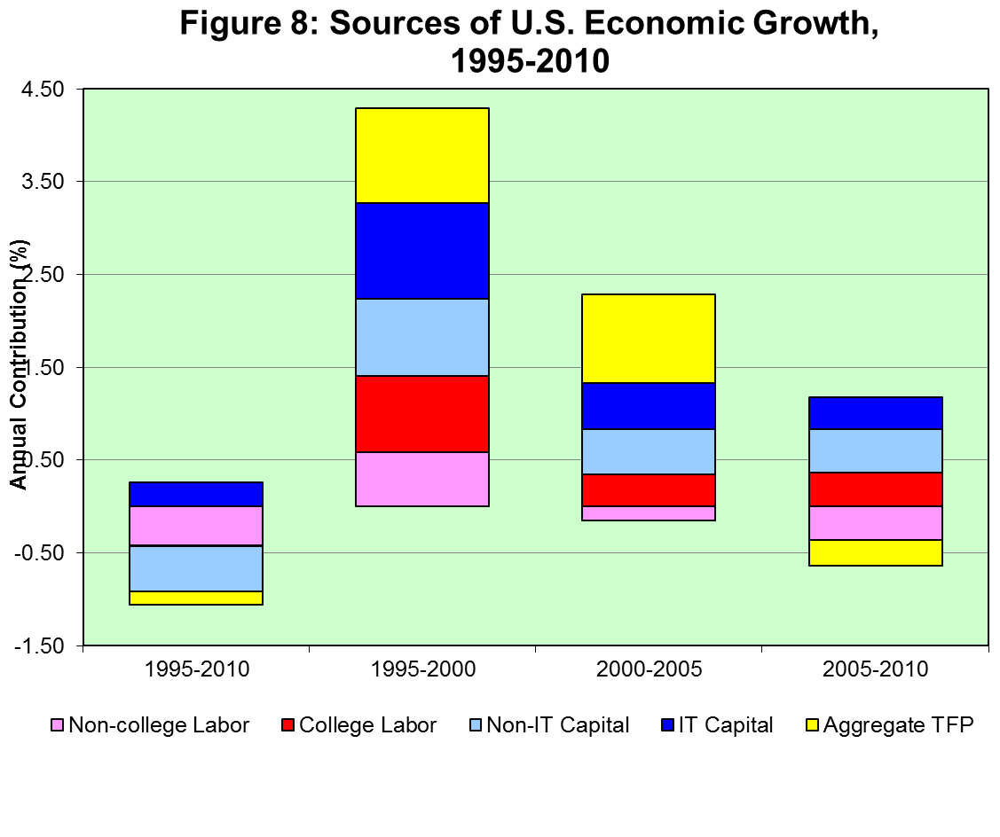 Figure 8: Sources of U.S. Economic Growth,
1995-2010
Annual Contribution (%)
4.50
3.50
2.50
1.50
0.50
-0.50
-1.50
1995-2010 1995-2000 2000-2005 2005-2010
Non-college Labor College Labor Non-IT Capital IT Capital Aggregate TFP